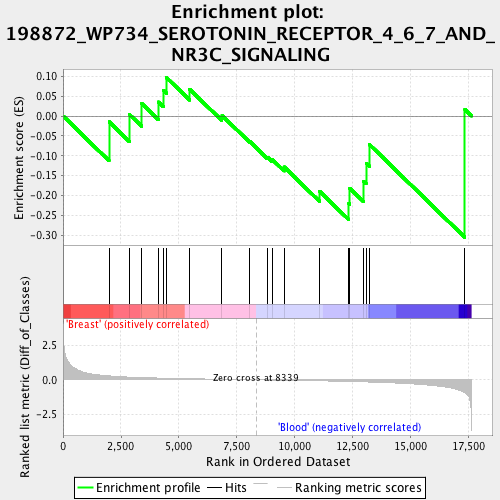 Enrichment plot:
198872_WP734_SEROTONIN_RECEPTOR_4_6_7_AND_
NR3C_SIGNALING
Enrichment score (ES)
0.10
0.05
0.00
-0.05
-0.10
-0.15
-0.20
-0.25
-0.30
Ranked list metric (Diff_of_Classes)
'Breast' (positively correlated)
2.5
0.0
-2.5
Zero cross at 8339
'Blood' (negatively correlated)
0
2,500
5,000
7,500
10,000
12,500
15,000
17,500
Rank in Ordered Dataset
Enrichment profile
Hits
Ranking metric scores